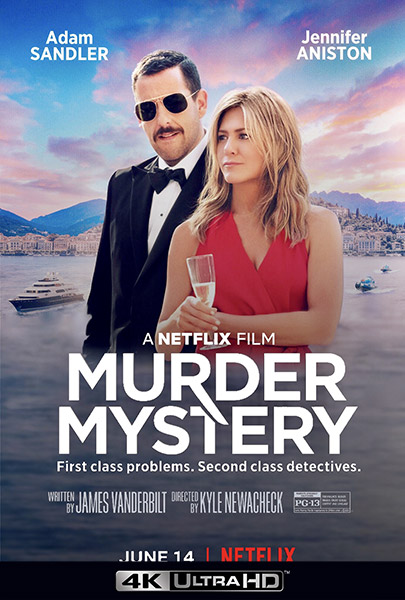 Adam
SANDLER
Jennifer
ANISTON
A NETFLIX FILM
MURDER
MYSTERY
First class problems. Second class detectives.
WRITTEN BY JAMES VANDERBILT DIRECTED BY KYLE NEWACHECK
PG-13
JUNE 14 | NETFLIX
4K ULTRA HD™